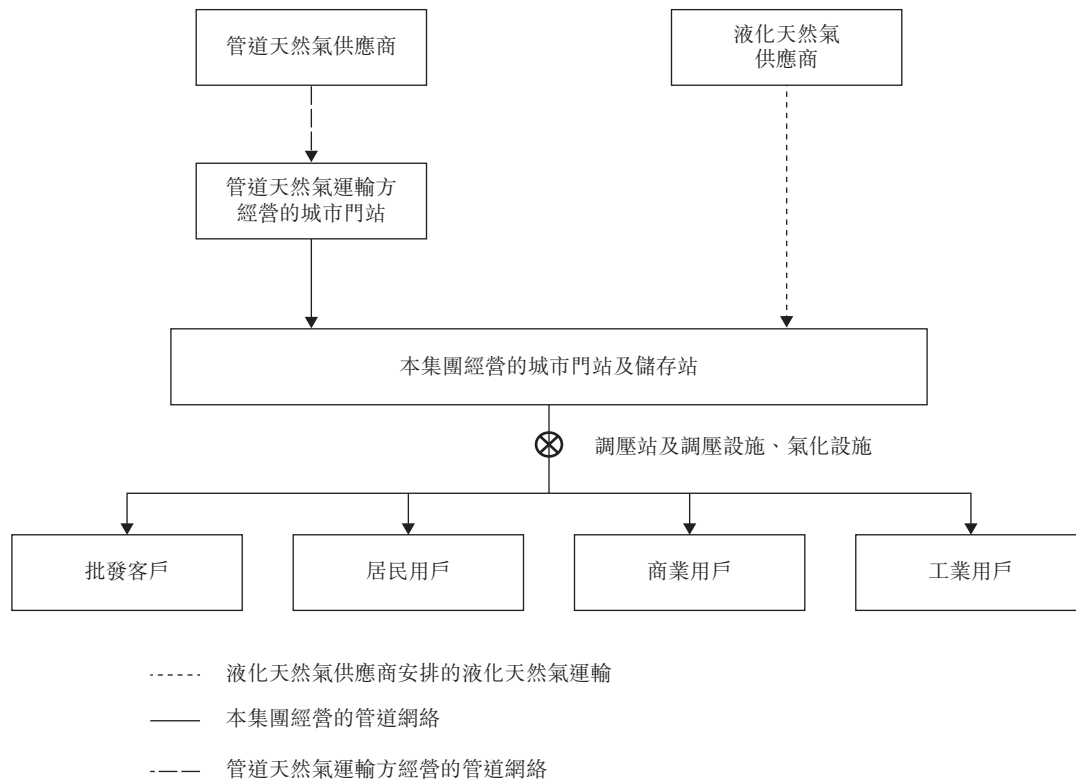 管道天然氣供應商
液化天然氣
供應商
管道天然氣運輸方
經營的城市門站
本集團經營的城市門站及儲存站
調壓站及調壓設施、氣化設施
批發客戶
居民用戶
商業用戶
工業用戶
液化天然氣供應商安排的液化天然氣運輸
本集團經營的管道網絡
管道天然氣運輸方經營的管道網絡